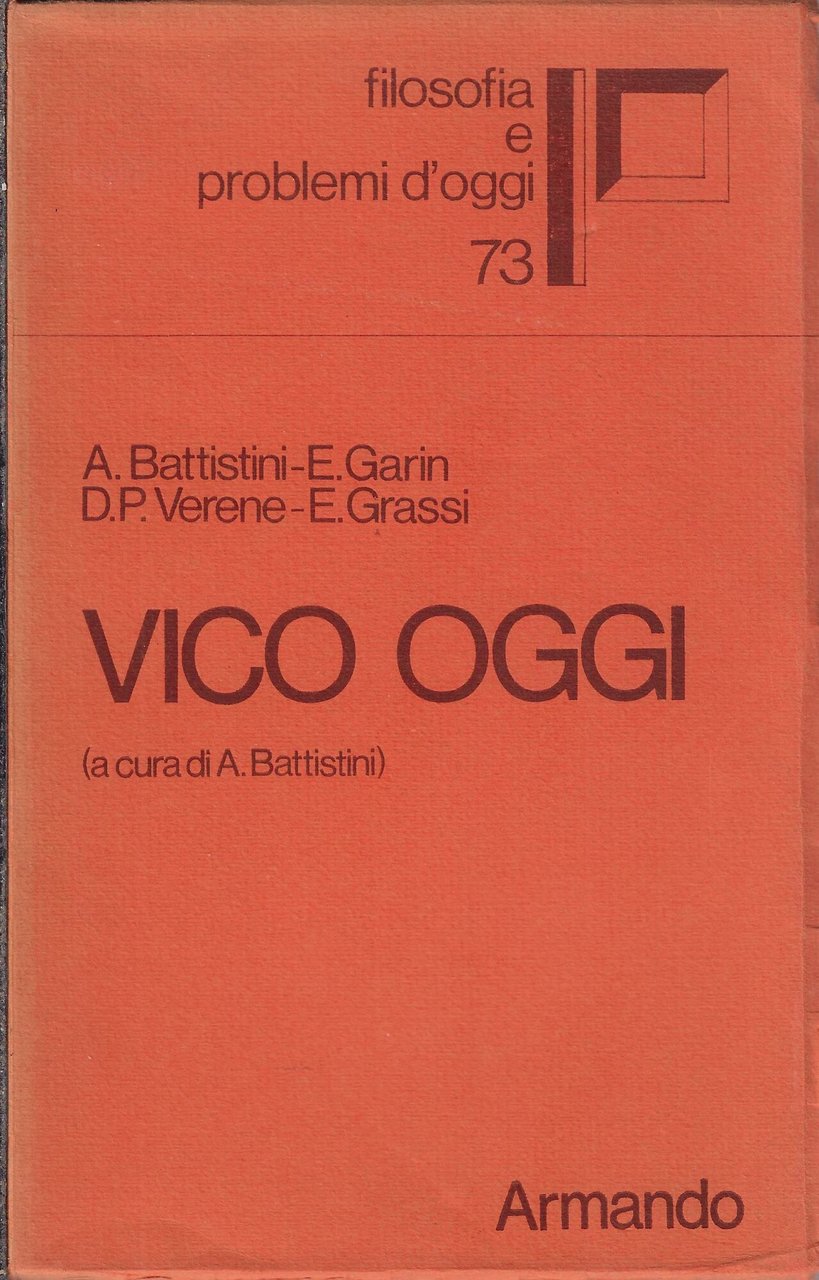 filosofia
e
problemi d'oggi
73
A. Battistini-E. Garin
D.P. Verene-E. Grassi
VICO OGGI
(a cura di A. Battistini)
Armando